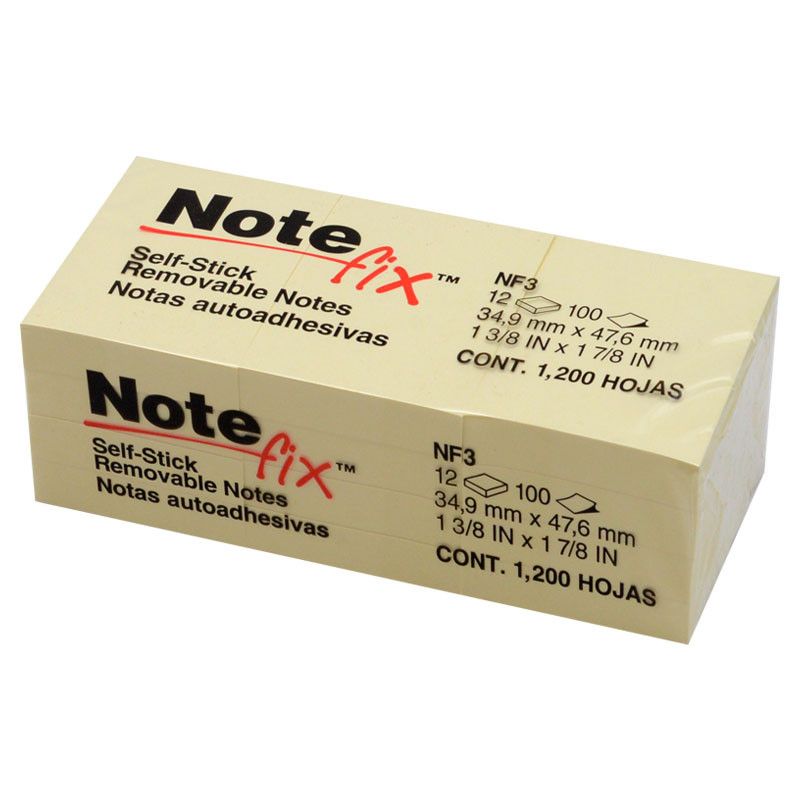 Note fix™
Self-Stick
Removable Notes
Notas autoadhesivas
NF3
12 100
34,9 mm x 47,6 mm
1 3/8 IN x 1 7/8 IN
CONT. 1,200 HOJAS
Note fix™
Self-Stick
Removable Notes
Notas autoadhesivas
NF3
12 100
34,9 mm x 47,6 mm
1 3/8 IN x 1 7/8 IN
CONT. 1,200 HOJAS